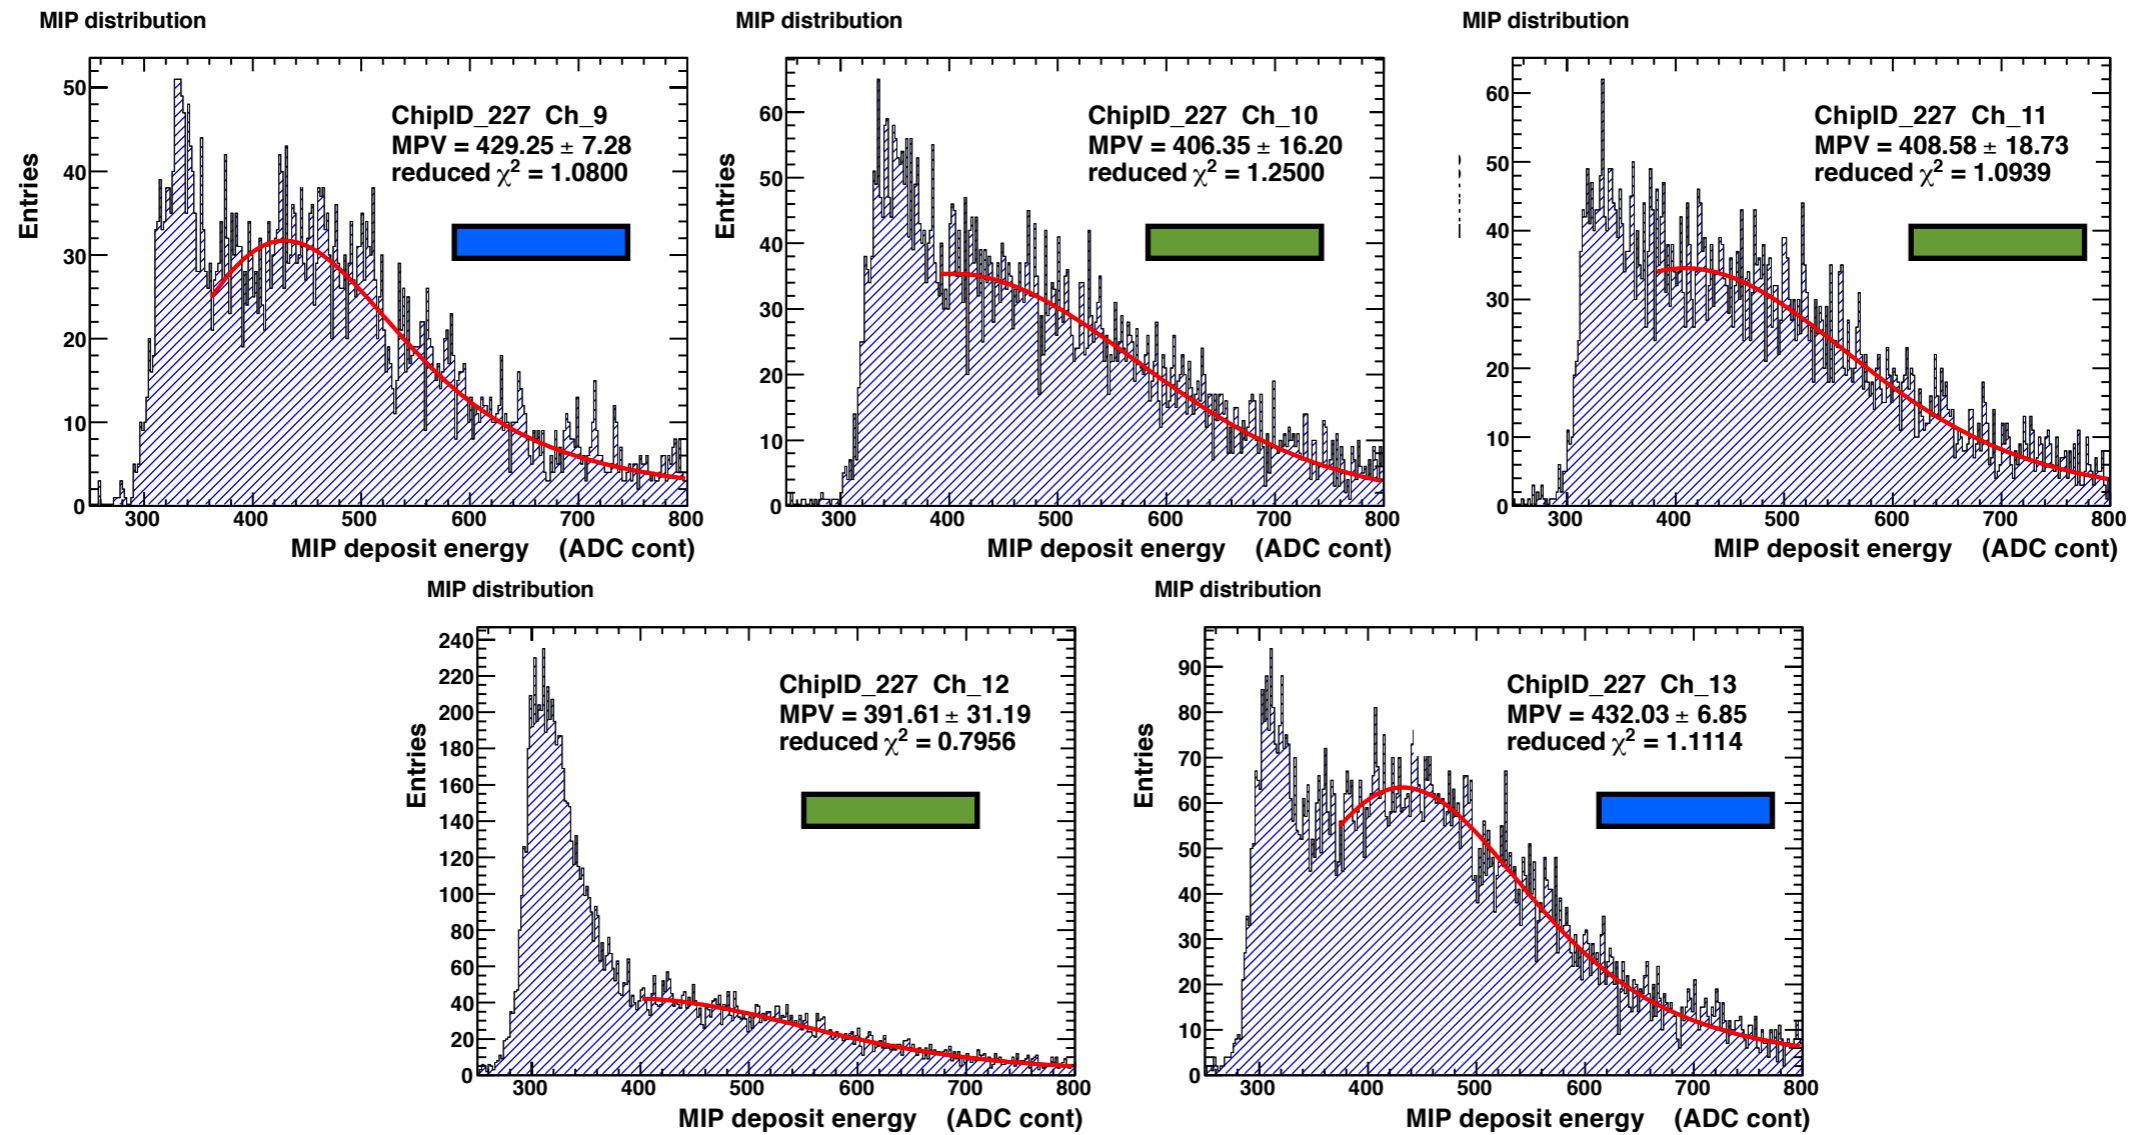 MIP distribution
Entries
50
40
30
20
10
0
ChipID_227 Ch_9
MPV = 429.25 ± 7.28
reduced χ² = 1.0800
300 400 500 600 700 800
MIP deposit energy (ADC cont)
MIP distribution
Entries
60
50
40
30
20
10
0
ChipID_227 Ch_10
MPV = 406.35 ± 16.20
reduced χ² = 1.2500
300 400 500 600 700 800
MIP deposit energy (ADC cont)
MIP distribution
60
50
40
30
20
10
0
ChipID_227 Ch_11
MPV = 408.58 ± 18.73
reduced χ² = 1.0939
300 400 500 600 700 800
MIP deposit energy (ADC cont)
MIP distribution
Entries
240
220
200
180
160
140
120
100
80
60
40
20
0
ChipID_227 Ch_12
MPV = 391.61 ± 31.19
reduced χ² = 0.7956
300 400 500 600 700 800
MIP deposit energy (ADC cont)
MIP distribution
Entries
90
80
70
60
50
40
30
20
10
0
ChipID_227 Ch_13
MPV = 432.03 ± 6.85
reduced χ² = 1.1114
300 400 500 600 700 800
MIP deposit energy (ADC cont)